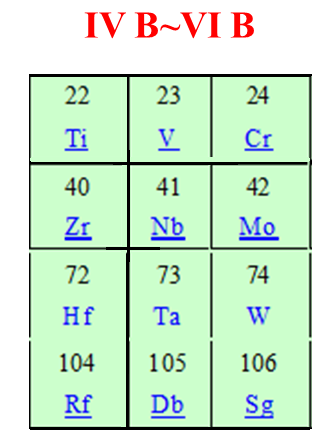 IV B~VI B
22 23 24
Ti V Cr
40 41 42
Zr Nb Mo
72 73 74
Hf Ta W
104 105 106
Rf Db Sg